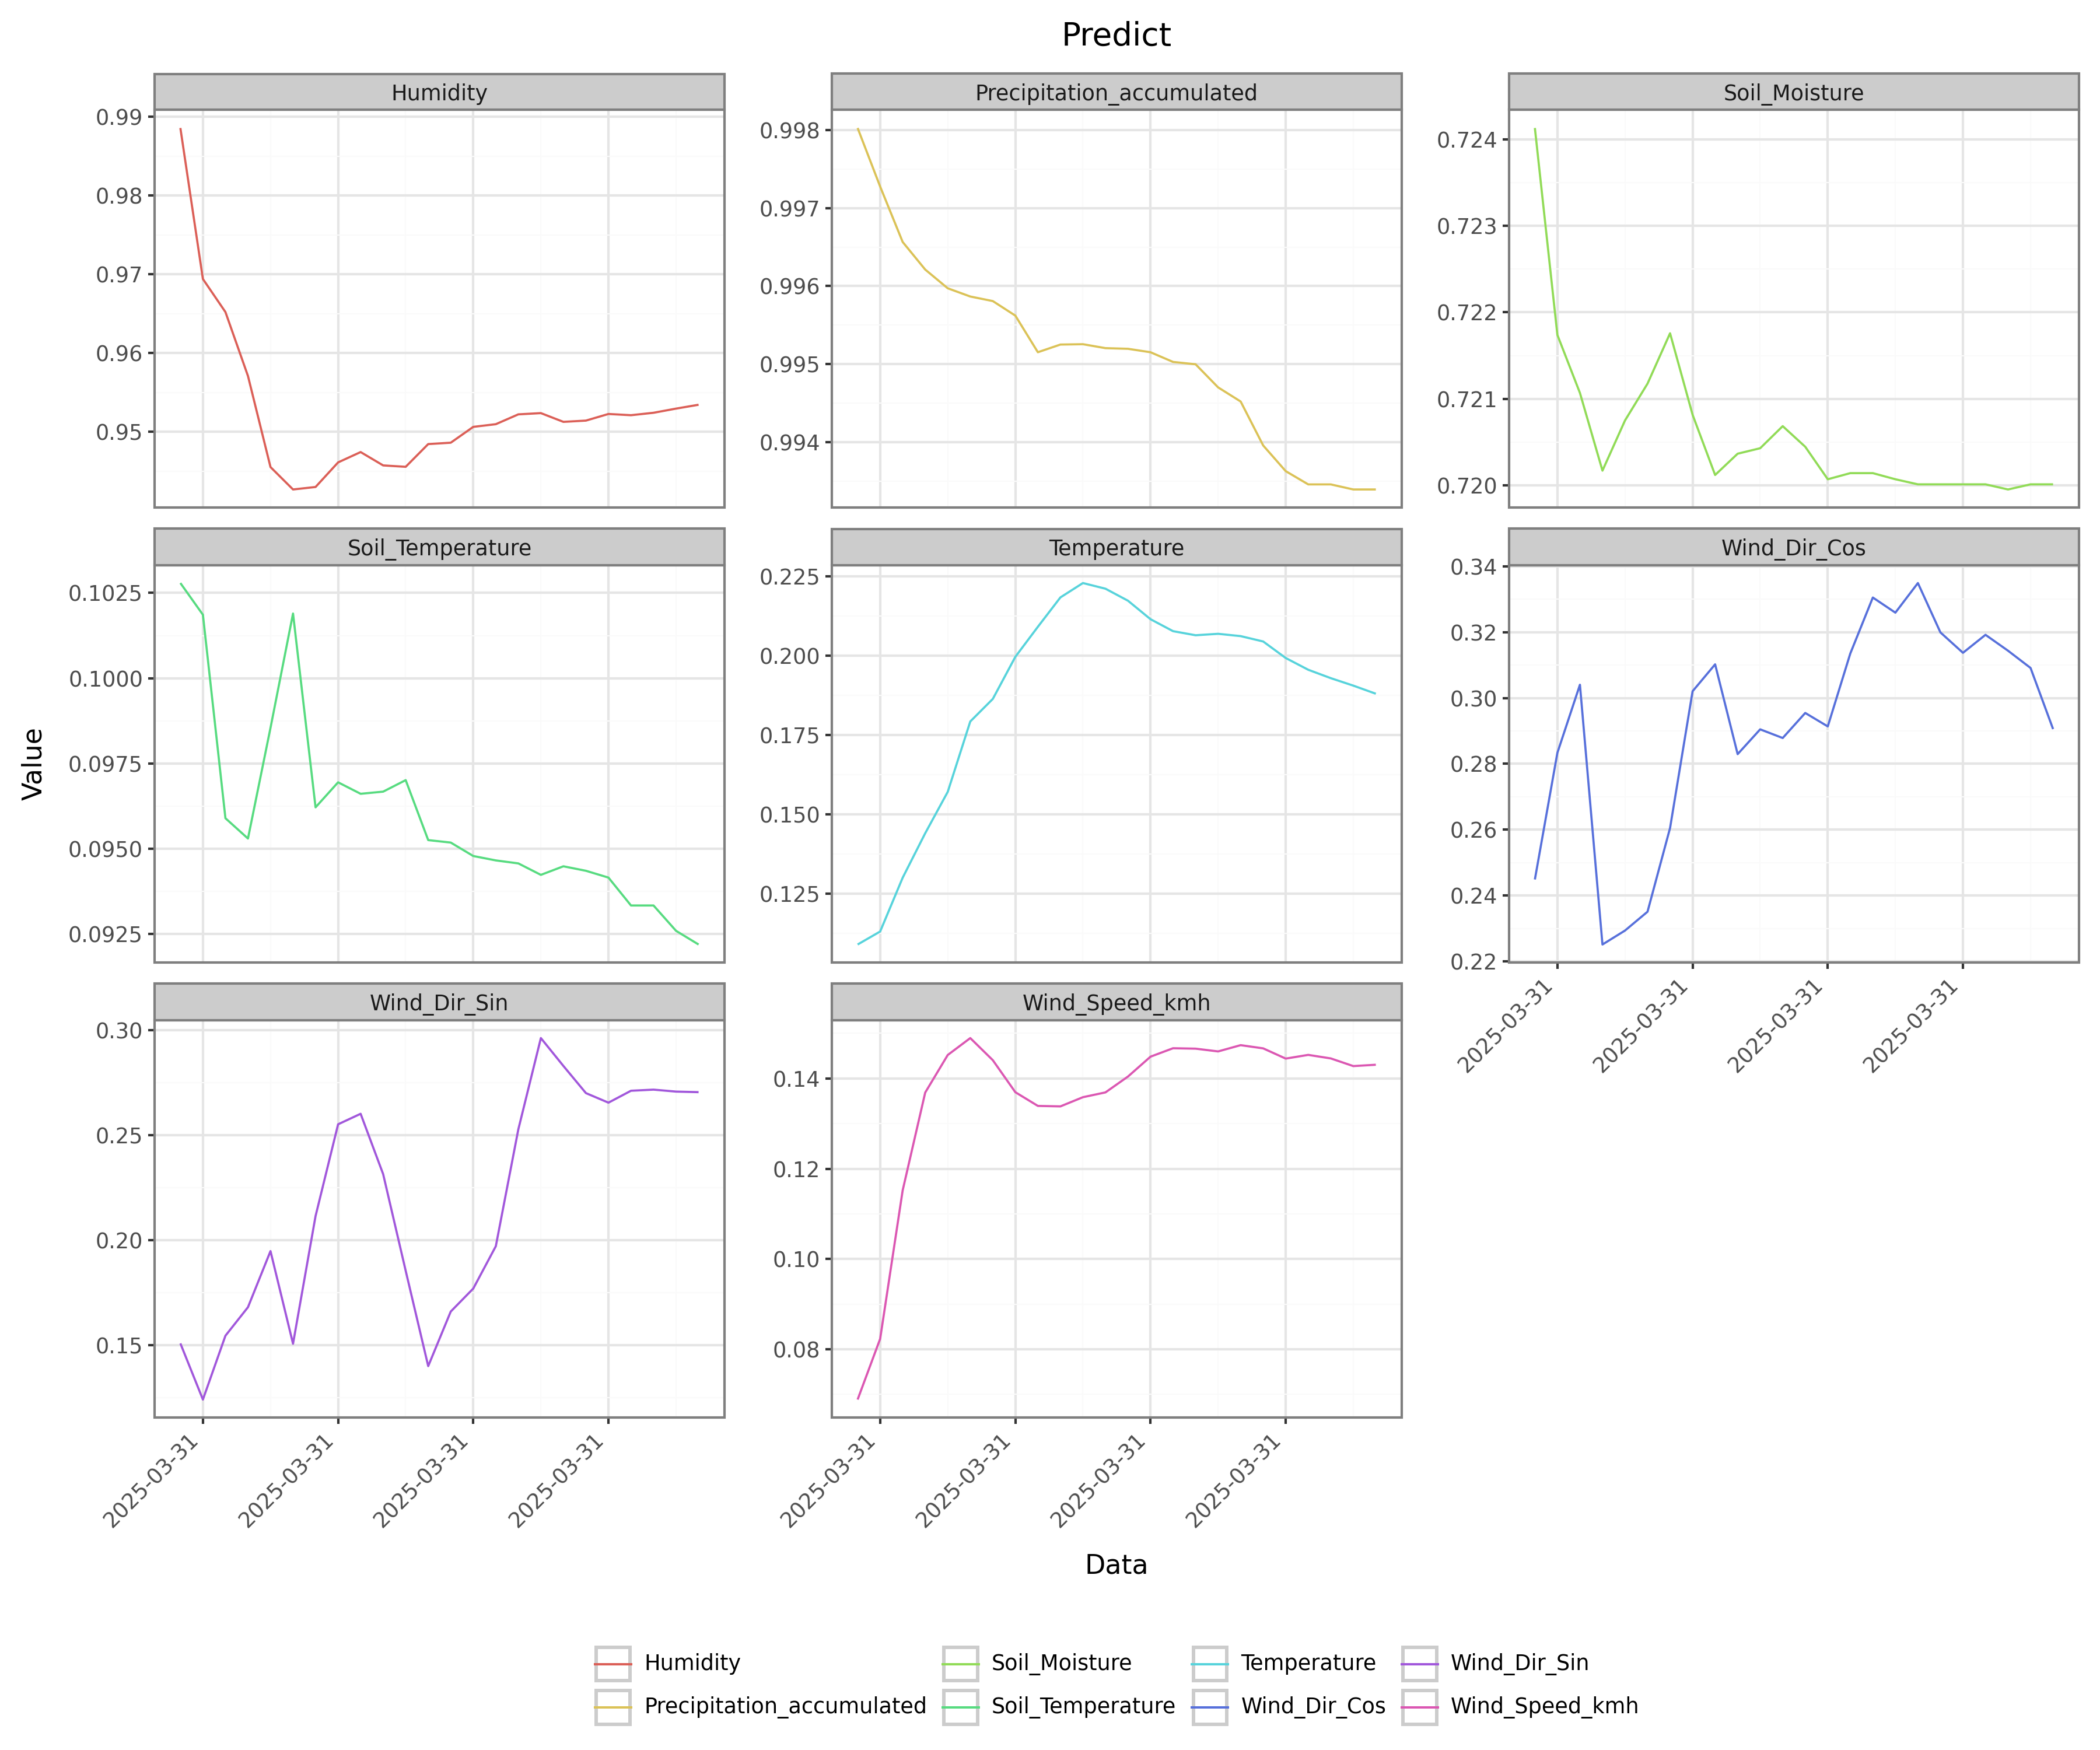 Predict
Humidity
0.99
0.98
0.97
0.96
0.95
Precipitation_accumulated
0.998
0.997
0.996
0.995
0.994
Soil_Moisture
0.724
0.723
0.722
0.721
0.720
Value
Soil_Temperature
0.1025
0.1000
0.0975
0.0950
0.0925
Temperature
0.225
0.200
0.175
0.150
0.125
Wind_Dir_Cos
0.34
0.32
0.30
0.28
0.26
0.24
0.22
2025-03-31
2025-03-31
2025-03-31
2025-03-31
Wind_Dir_Sin
0.30
0.25
0.20
0.15
2025-03-31
2025-03-31
2025-03-31
2025-03-31
Wind_Speed_kmh
0.14
0.12
0.10
0.08
2025-03-31
2025-03-31
2025-03-31
2025-03-31
Data
Humidity
Soil_Moisture
Temperature
Wind_Dir_Sin
Precipitation_accumulated
Soil_Temperature
Wind_Dir_Cos
Wind_Speed_kmh